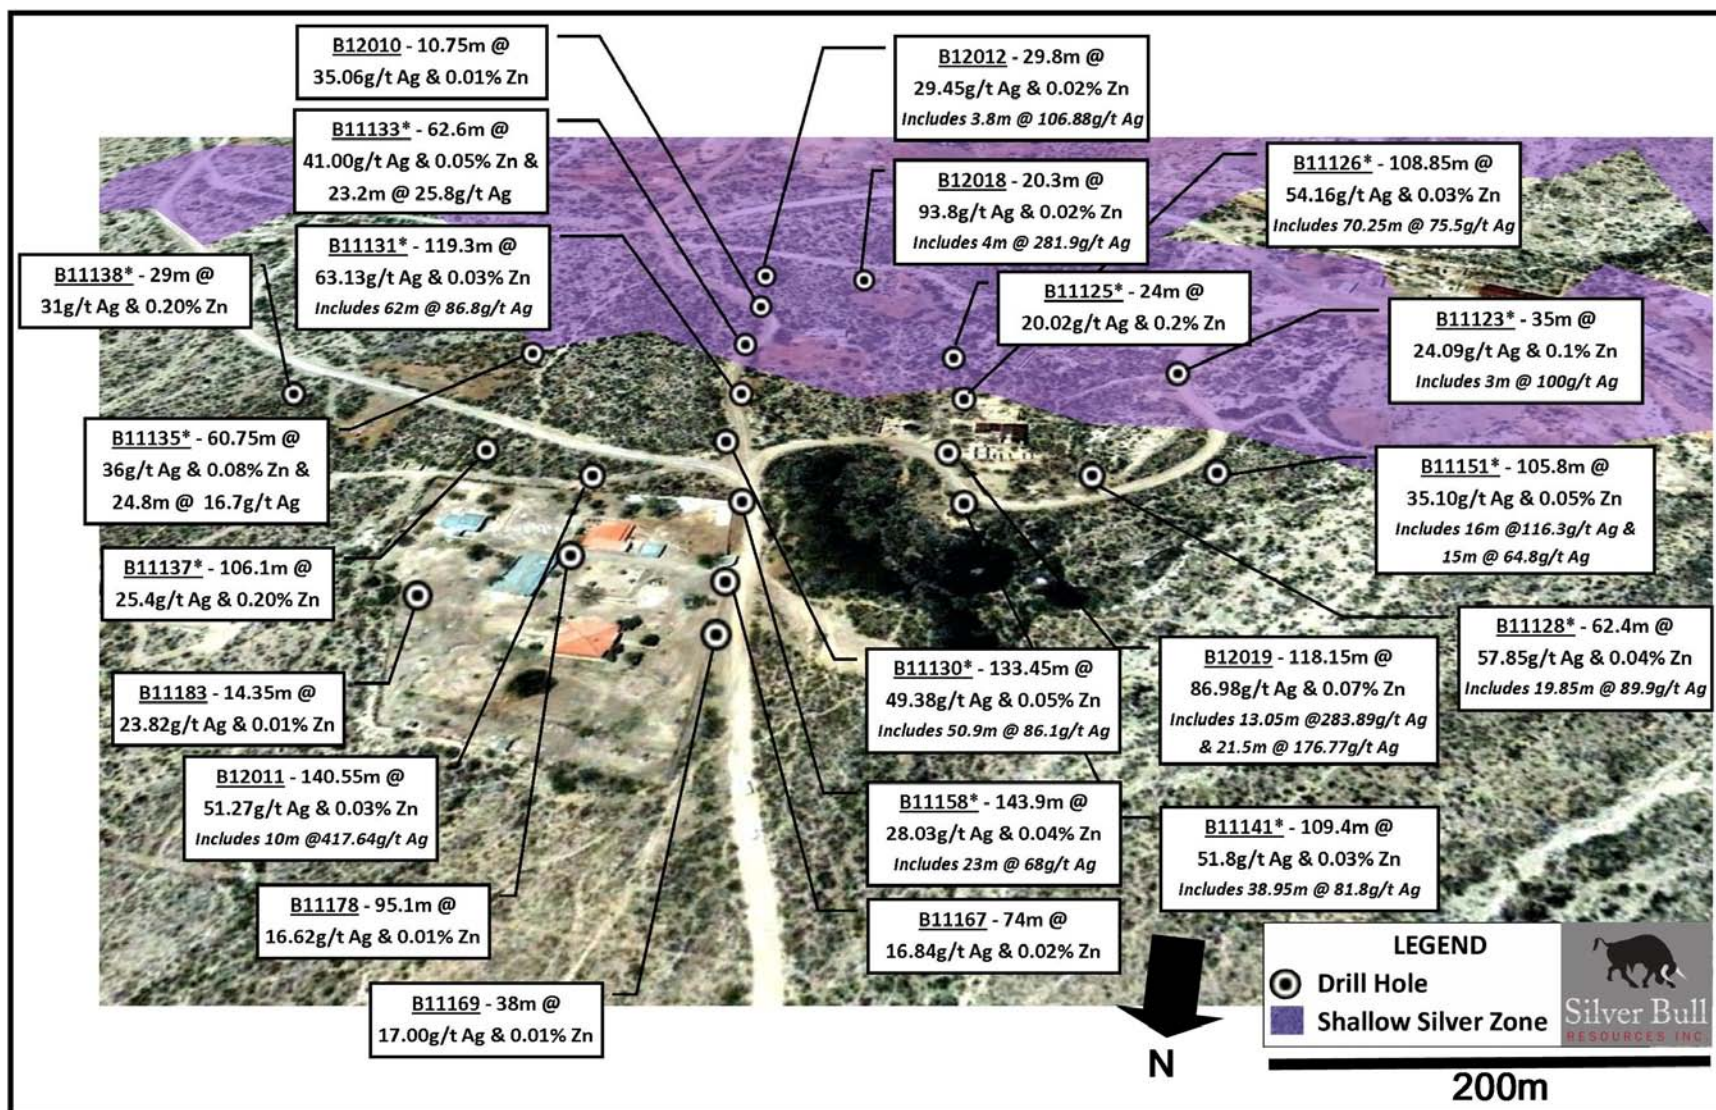 B12010 - 10.75m @
35.06g/t Ag & 0.01% Zn
B12012 - 29.8m @
29.45g/t Ag & 0.02% Zn
Includes 3.8m @ 106.88g/t Ag
B11133* - 62.6m @
41.00g/t Ag & 0.05% Zn &
23.2m @ 25.8g/t Ag
B12018 - 20.3m @
93.8g/t Ag & 0.02% Zn
Includes 4m @ 281.9g/t Ag
B11126* - 108.85m @
54.16g/t Ag & 0.03% Zn
Includes 70.25m @ 75.5g/t Ag
B11131* - 119.3m @
63.13g/t Ag & 0.03% Zn
Includes 62m @ 86.8g/t Ag
B11138* - 29m @
31g/t Ag & 0.20% Zn
B11125* - 24m @
20.02g/t Ag & 0.2% Zn
B11123* - 35m @
24.09g/t Ag & 0.1% Zn
Includes 3m @ 100g/t Ag
B11135* - 60.75m @
36g/t Ag & 0.08% Zn &
24.8m @ 16.7g/t Ag
B11151* - 105.8m @
35.10g/t Ag & 0.05% Zn
Includes 16m @116.3g/t Ag &
15m @ 64.8g/t Ag
B11137* - 106.1m @
25.4g/t Ag & 0.20% Zn
B11128* - 62.4m @
57.85g/t Ag & 0.04% Zn
Includes 19.85m @ 89.9g/t Ag
B11183 - 14.35m @
23.82g/t Ag & 0.01% Zn
B11130* - 133.45m @
49.38g/t Ag & 0.05% Zn
Includes 50.9m @ 86.1g/t Ag
B12019 - 118.15m @
86.98g/t Ag & 0.07% Zn
Includes 13.05m @283.89g/t Ag
& 21.5m @ 176.77g/t Ag
B12011 - 140.55m @
51.27g/t Ag & 0.03% Zn
Includes 10m @417.64g/t Ag
B11158* - 143.9m @
28.03g/t Ag & 0.04% Zn
Includes 23m @ 68g/t Ag
B11141* - 109.4m @
51.8g/t Ag & 0.03% Zn
Includes 38.95m @ 81.8g/t Ag
B11178 - 95.1m @
16.62g/t Ag & 0.01% Zn
B11167 - 74m @
16.84g/t Ag & 0.02% Zn
B11169 - 38m @
17.00g/t Ag & 0.01% Zn
N
LEGEND
Drill Hole
Shallow Silver Zone
Silver Bull
RESOURCES INC
200m